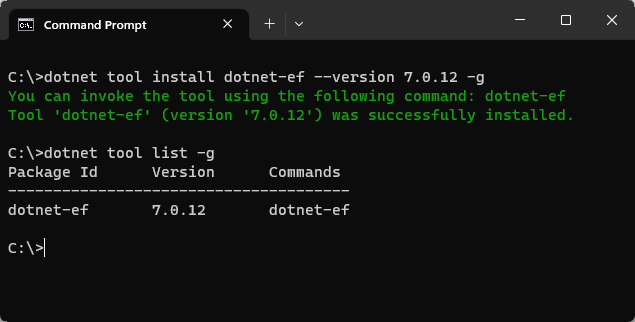 Command Prompt
C:\>dotnet tool install dotnet-ef --version 7.0.12 -g
You can invoke the tool using the following command: dotnet-ef
Tool 'dotnet-ef' (version '7.0.12') was successfully installed.
C:\>dotnet tool list -g
Package Id      Version      Commands
--------------------------------------
dotnet-ef       7.0.12       dotnet-ef
C:\>